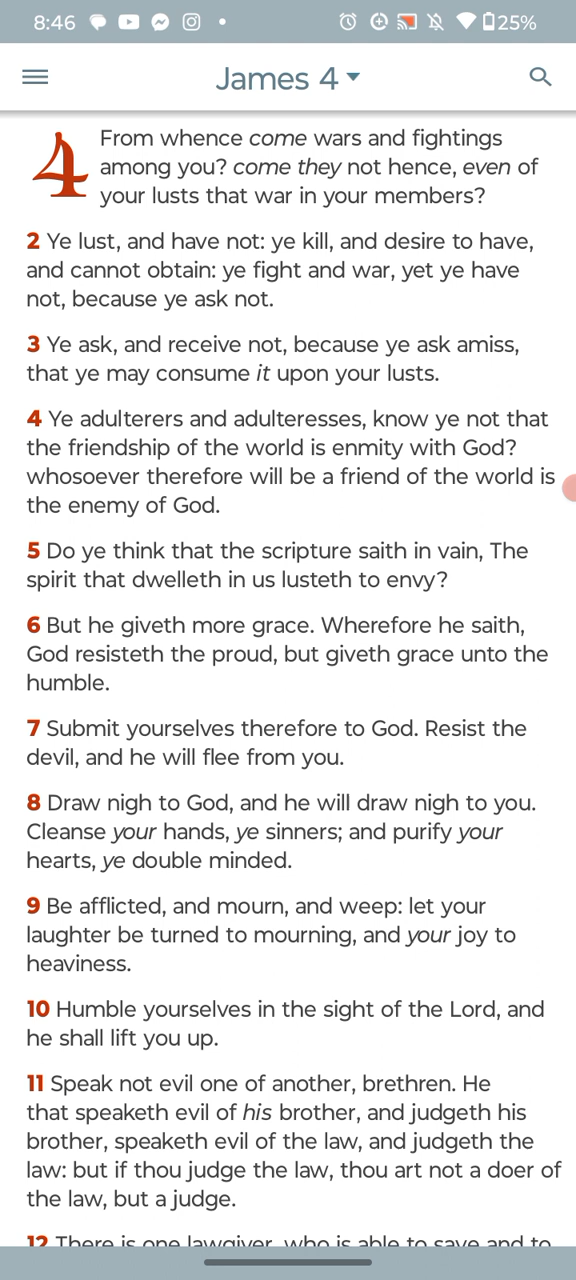 8:46
25%
James 4
4 From whence come wars and fightings
among you? come they not hence, even of
your lusts that war in your members?
2 Ye lust, and have not: ye kill, and desire to have,
and cannot obtain: ye fight and war, yet ye have
not, because ye ask not.
3 Ye ask, and receive not, because ye ask amiss,
that ye may consume it upon your lusts.
4 Ye adulterers and adulteresses, know ye not that
the friendship of the world is enmity with God?
whosoever therefore will be a friend of the world is
the enemy of God.
5 Do ye think that the scripture saith in vain, The
spirit that dwelleth in us lusteth to envy?
6 But he giveth more grace. Wherefore he saith,
God resisteth the proud, but giveth grace unto the
humble.
7 Submit yourselves therefore to God. Resist the
devil, and he will flee from you.
8 Draw nigh to God, and he will draw nigh to you.
Cleanse your hands, ye sinners; and purify your
hearts, ye double minded.
9 Be afflicted, and mourn, and weep: let your
laughter be turned to mourning, and your joy to
heaviness.
10 Humble yourselves in the sight of the Lord, and
he shall lift you up.
11 Speak not evil one of another, brethren. He
that speaketh evil of his brother, and judgeth his
brother, speaketh evil of the law, and judgeth the
law: but if thou judge the law, thou art not a doer of
the law, but a judge.
12 There is one lawgiver, who is able to save and to